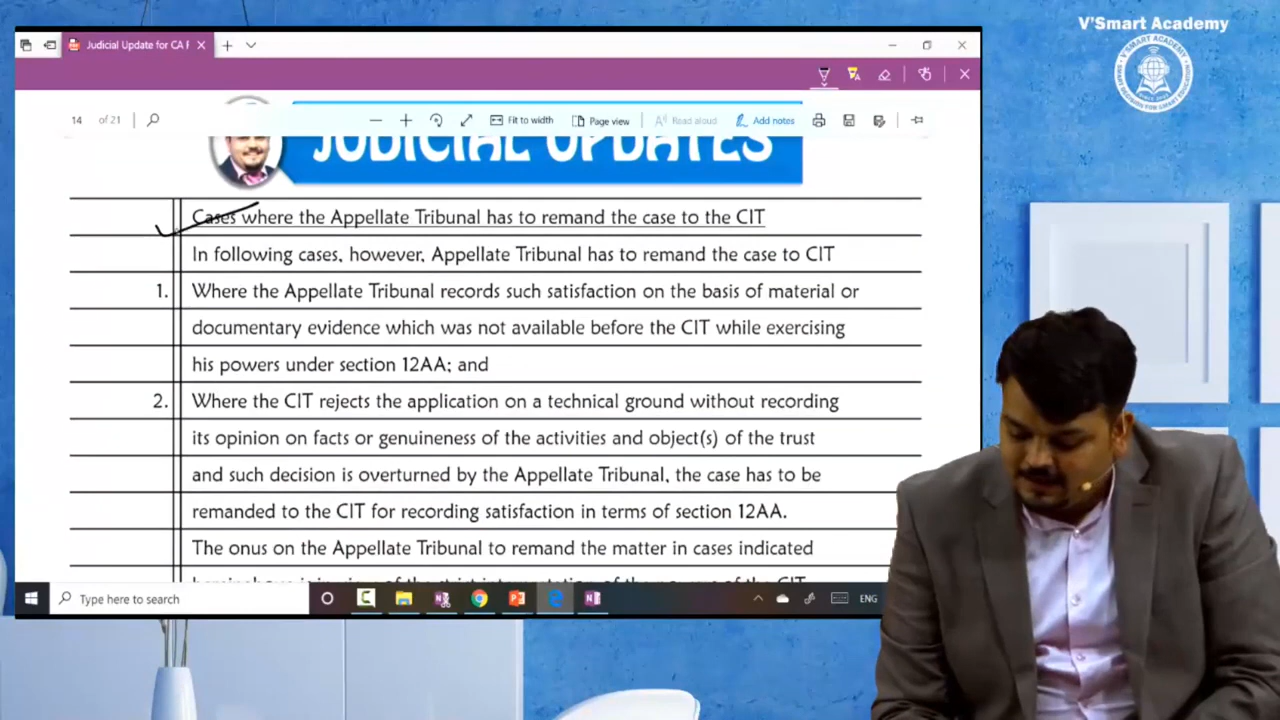 V'Smart Academy
V'SMART ACADEMY
Judicial Update for CA F
14 of 21
Fit to width
Page view
Read aloud
Add notes
JUDICIAL UPDATES
Cases where the Appellate Tribunal has to remand the case to the CIT
In following cases, however, Appellate Tribunal has to remand the case to CIT
1. Where the Appellate Tribunal records such satisfaction on the basis of material or
documentary evidence which was not available before the CIT while exercising
his powers under section 12AA; and
2. Where the CIT rejects the application on a technical ground without recording
its opinion on facts or genuineness of the activities and object(s) of the trust
and such decision is overturned by the Appellate Tribunal, the case has to be
remanded to the CIT for recording satisfaction in terms of section 12AA.
The onus on the Appellate Tribunal to remand the matter in cases indicated
Type here to search
ENG